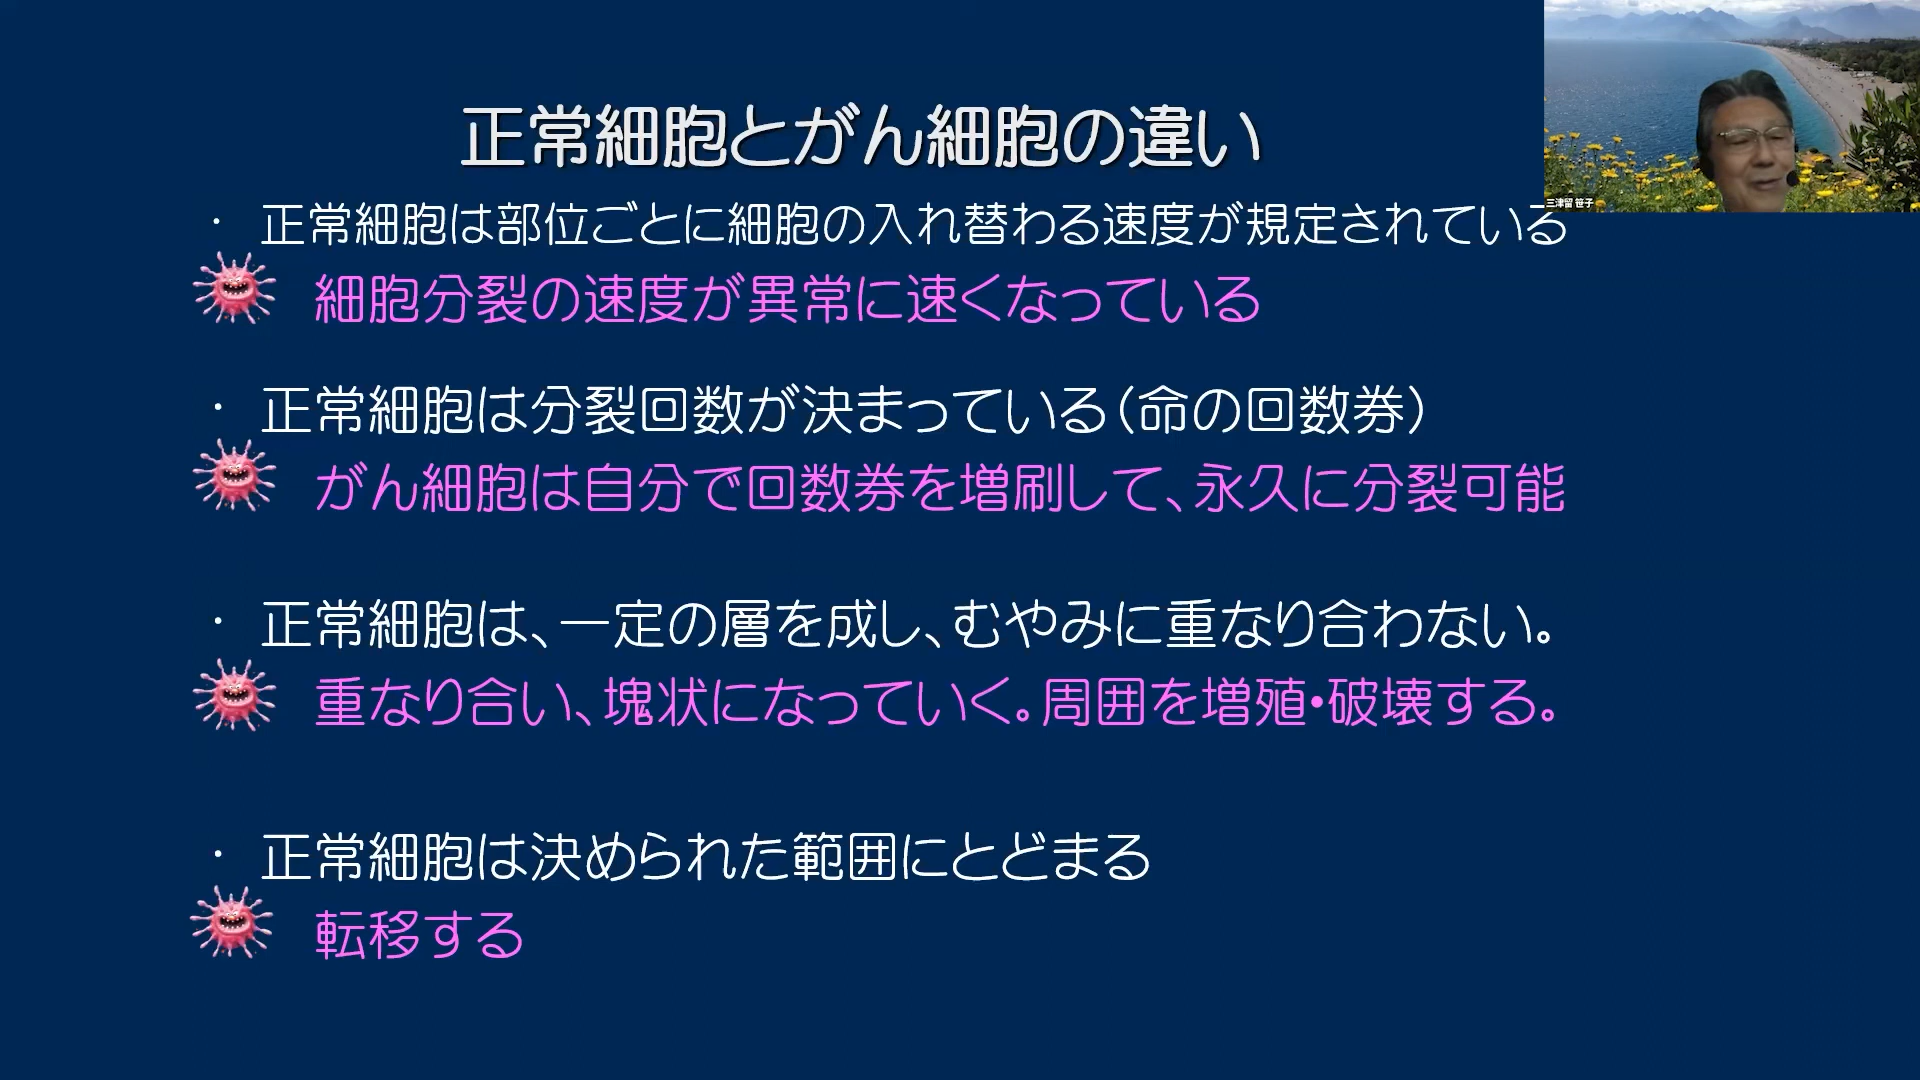 正常細胞とがん細胞の違い
三津留 笹子
・ 正常細胞は部位ごとに細胞の入れ替わる速度が規定されている
細胞分裂の速度が異常に速くなっている
・ 正常細胞は分裂回数が決まっている（命の回数券）
がん細胞は自分で回数券を増刷して、永久に分裂可能
・ 正常細胞は、一定の層を成し、むやみに重なり合わない。
重なり合い、塊状になっていく。周囲を増殖・破壊する。
・ 正常細胞は決められた範囲にとどまる
転移する